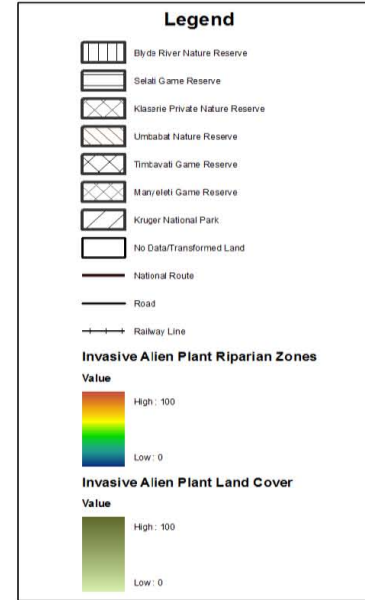 Legend
Blyde River Nature Reserve
Selati Game Reserve
Klaserie Private Nature Reserve
Umbabat Nature Reserve
Timbavati Game Reserve
Manyeleti Game Reserve
Kruger National Park
No Data/Transformed Land
National Route
Road
Railway Line
Invasive Alien Plant Riparian Zones
Value
High : 100
Low : 0
Invasive Alien Plant Land Cover
Value
High : 100
Low : 0